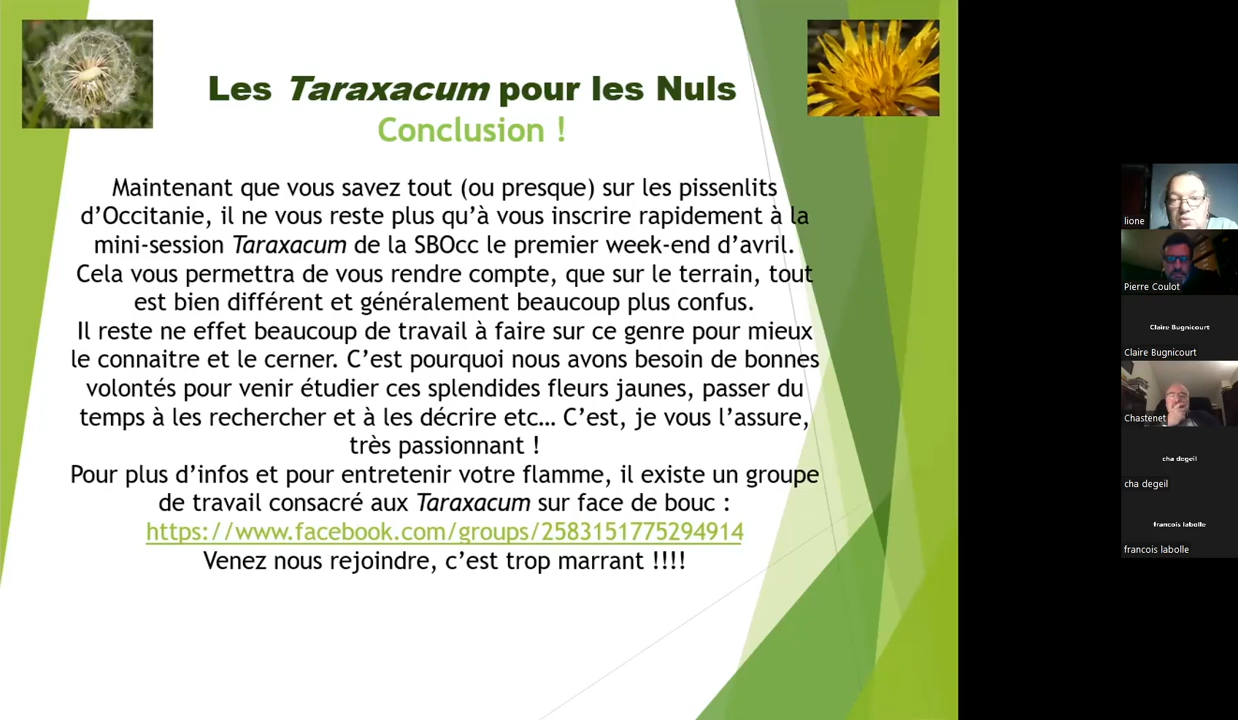 Les Taraxacum pour les Nuls
Conclusion !
Maintenant que vous savez tout (ou presque) sur les pissenlits
d’Occitanie, il ne vous reste plus qu’à vous inscrire rapidement à la
mini-session Taraxacum de la SBOcc le premier week-end d’avril.
Cela vous permettra de vous rendre compte, que sur le terrain, tout
est bien différent et généralement beaucoup plus confus.
Il reste ne effet beaucoup de travail à faire sur ce genre pour mieux
le connaitre et le cerner. C’est pourquoi nous avons besoin de bonnes
volontés pour venir étudier ces splendides fleurs jaunes, passer du
temps à les rechercher et à les décrire etc… C’est, je vous l’assure,
très passionnant !
Pour plus d’infos et pour entretenir votre flamme, il existe un groupe
de travail consacré aux Taraxacum sur face de bouc :
https://www.facebook.com/groups/2583151775294914
Venez nous rejoindre, c’est trop marrant !!!!
lione
Pierre Coulot
Claire Bugnicourt
Claire Bugnicourt
Chastenet
cha degeil
cha degeil
francois labolle
francois labolle